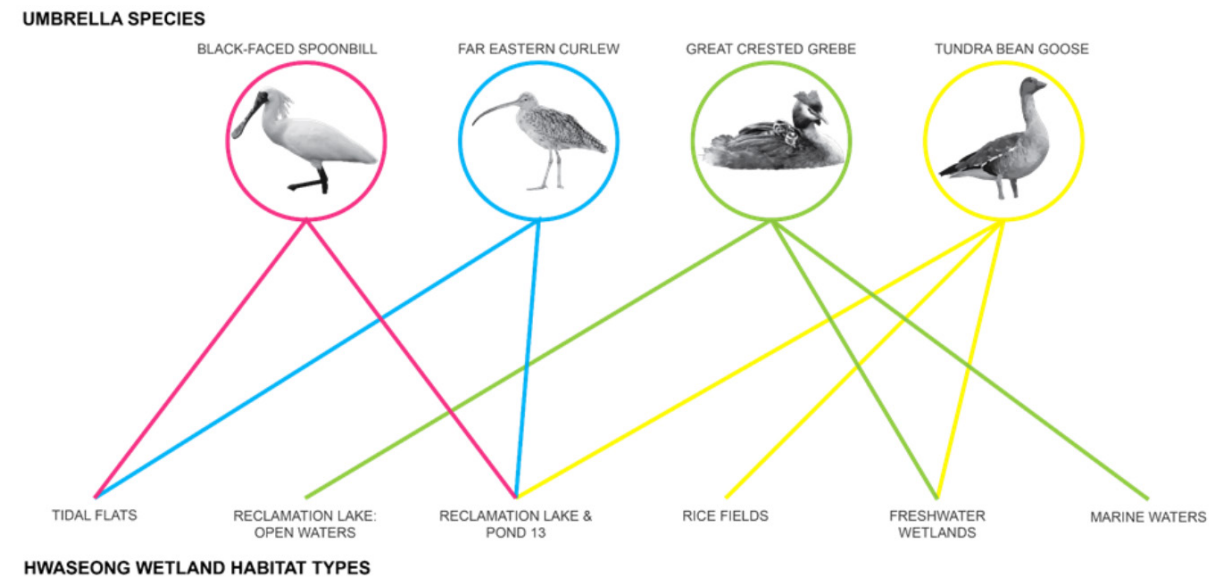 UMBRELLA SPECIES
BLACK-FACED SPOONBILL
FAR EASTERN CURLEW
GREAT CRESTED GREBE
TUNDRA BEAN GOOSE
TIDAL FLATS
RECLAMATION LAKE:
OPEN WATERS
RECLAMATION LAKE &
POND 13
RICE FIELDS
FRESHWATER
WETLANDS
MARINE WATERS
HWASEONG WETLAND HABITAT TYPES